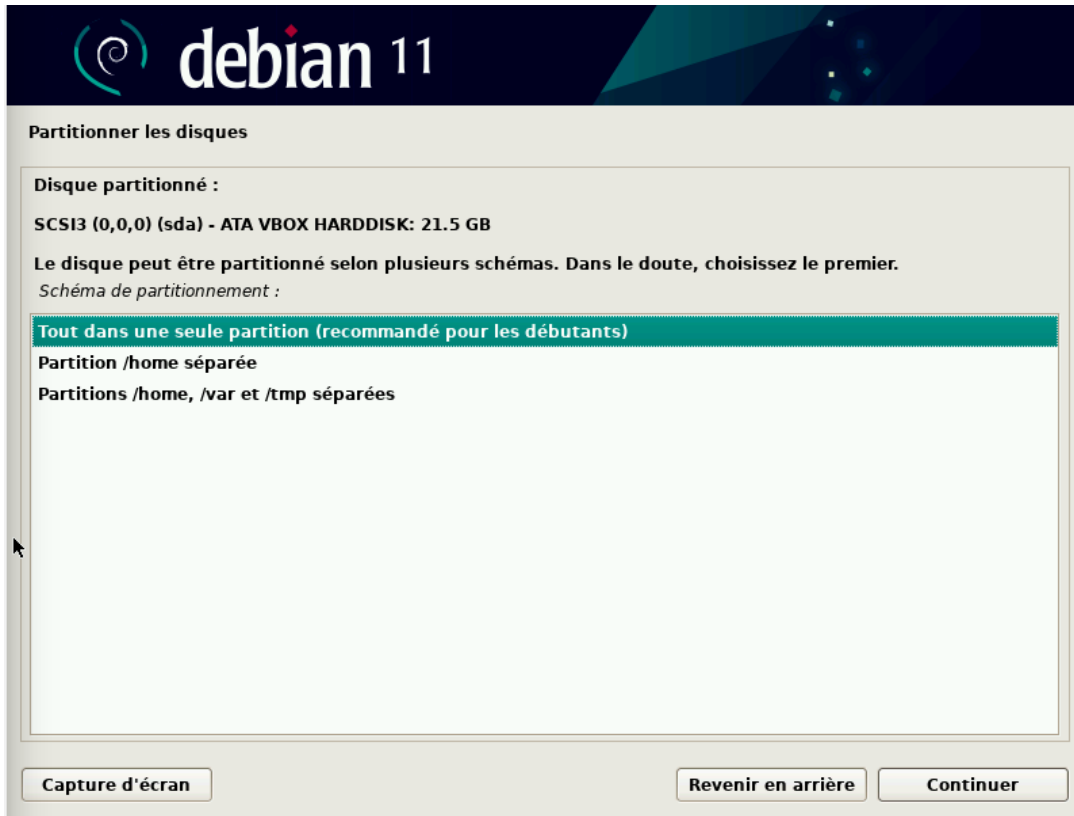 debian 11
Partitionner les disques
Disque partitionné :
SCSI3 (0,0,0) (sda) - ATA VBOX HARDDISK: 21.5 GB
Le disque peut être partitionné selon plusieurs schémas. Dans le doute, choisissez le premier.
Schéma de partitionnement :
Tout dans une seule partition (recommandé pour les débutants)
Partition /home séparée
Partitions /home, /var et /tmp séparées
Capture d'écran
Revenir en arrière
Continuer